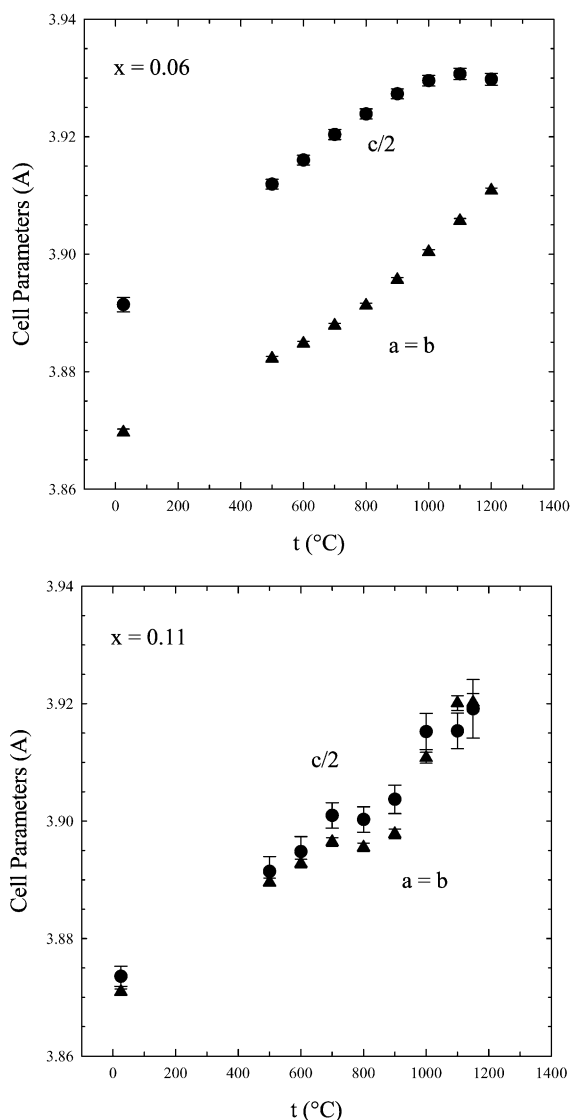 3.94
x = 0.06
3.92
c/2
Cell Parameters (A)
3.90
a = b
3.88
3.86
0 200 400 600 800 1000 1200 1400
t (°C)
3.94
x = 0.11
3.92
c/2
Cell Parameters (A)
3.90
a = b
3.88
3.86
0 200 400 600 800 1000 1200 1400
t (°C)